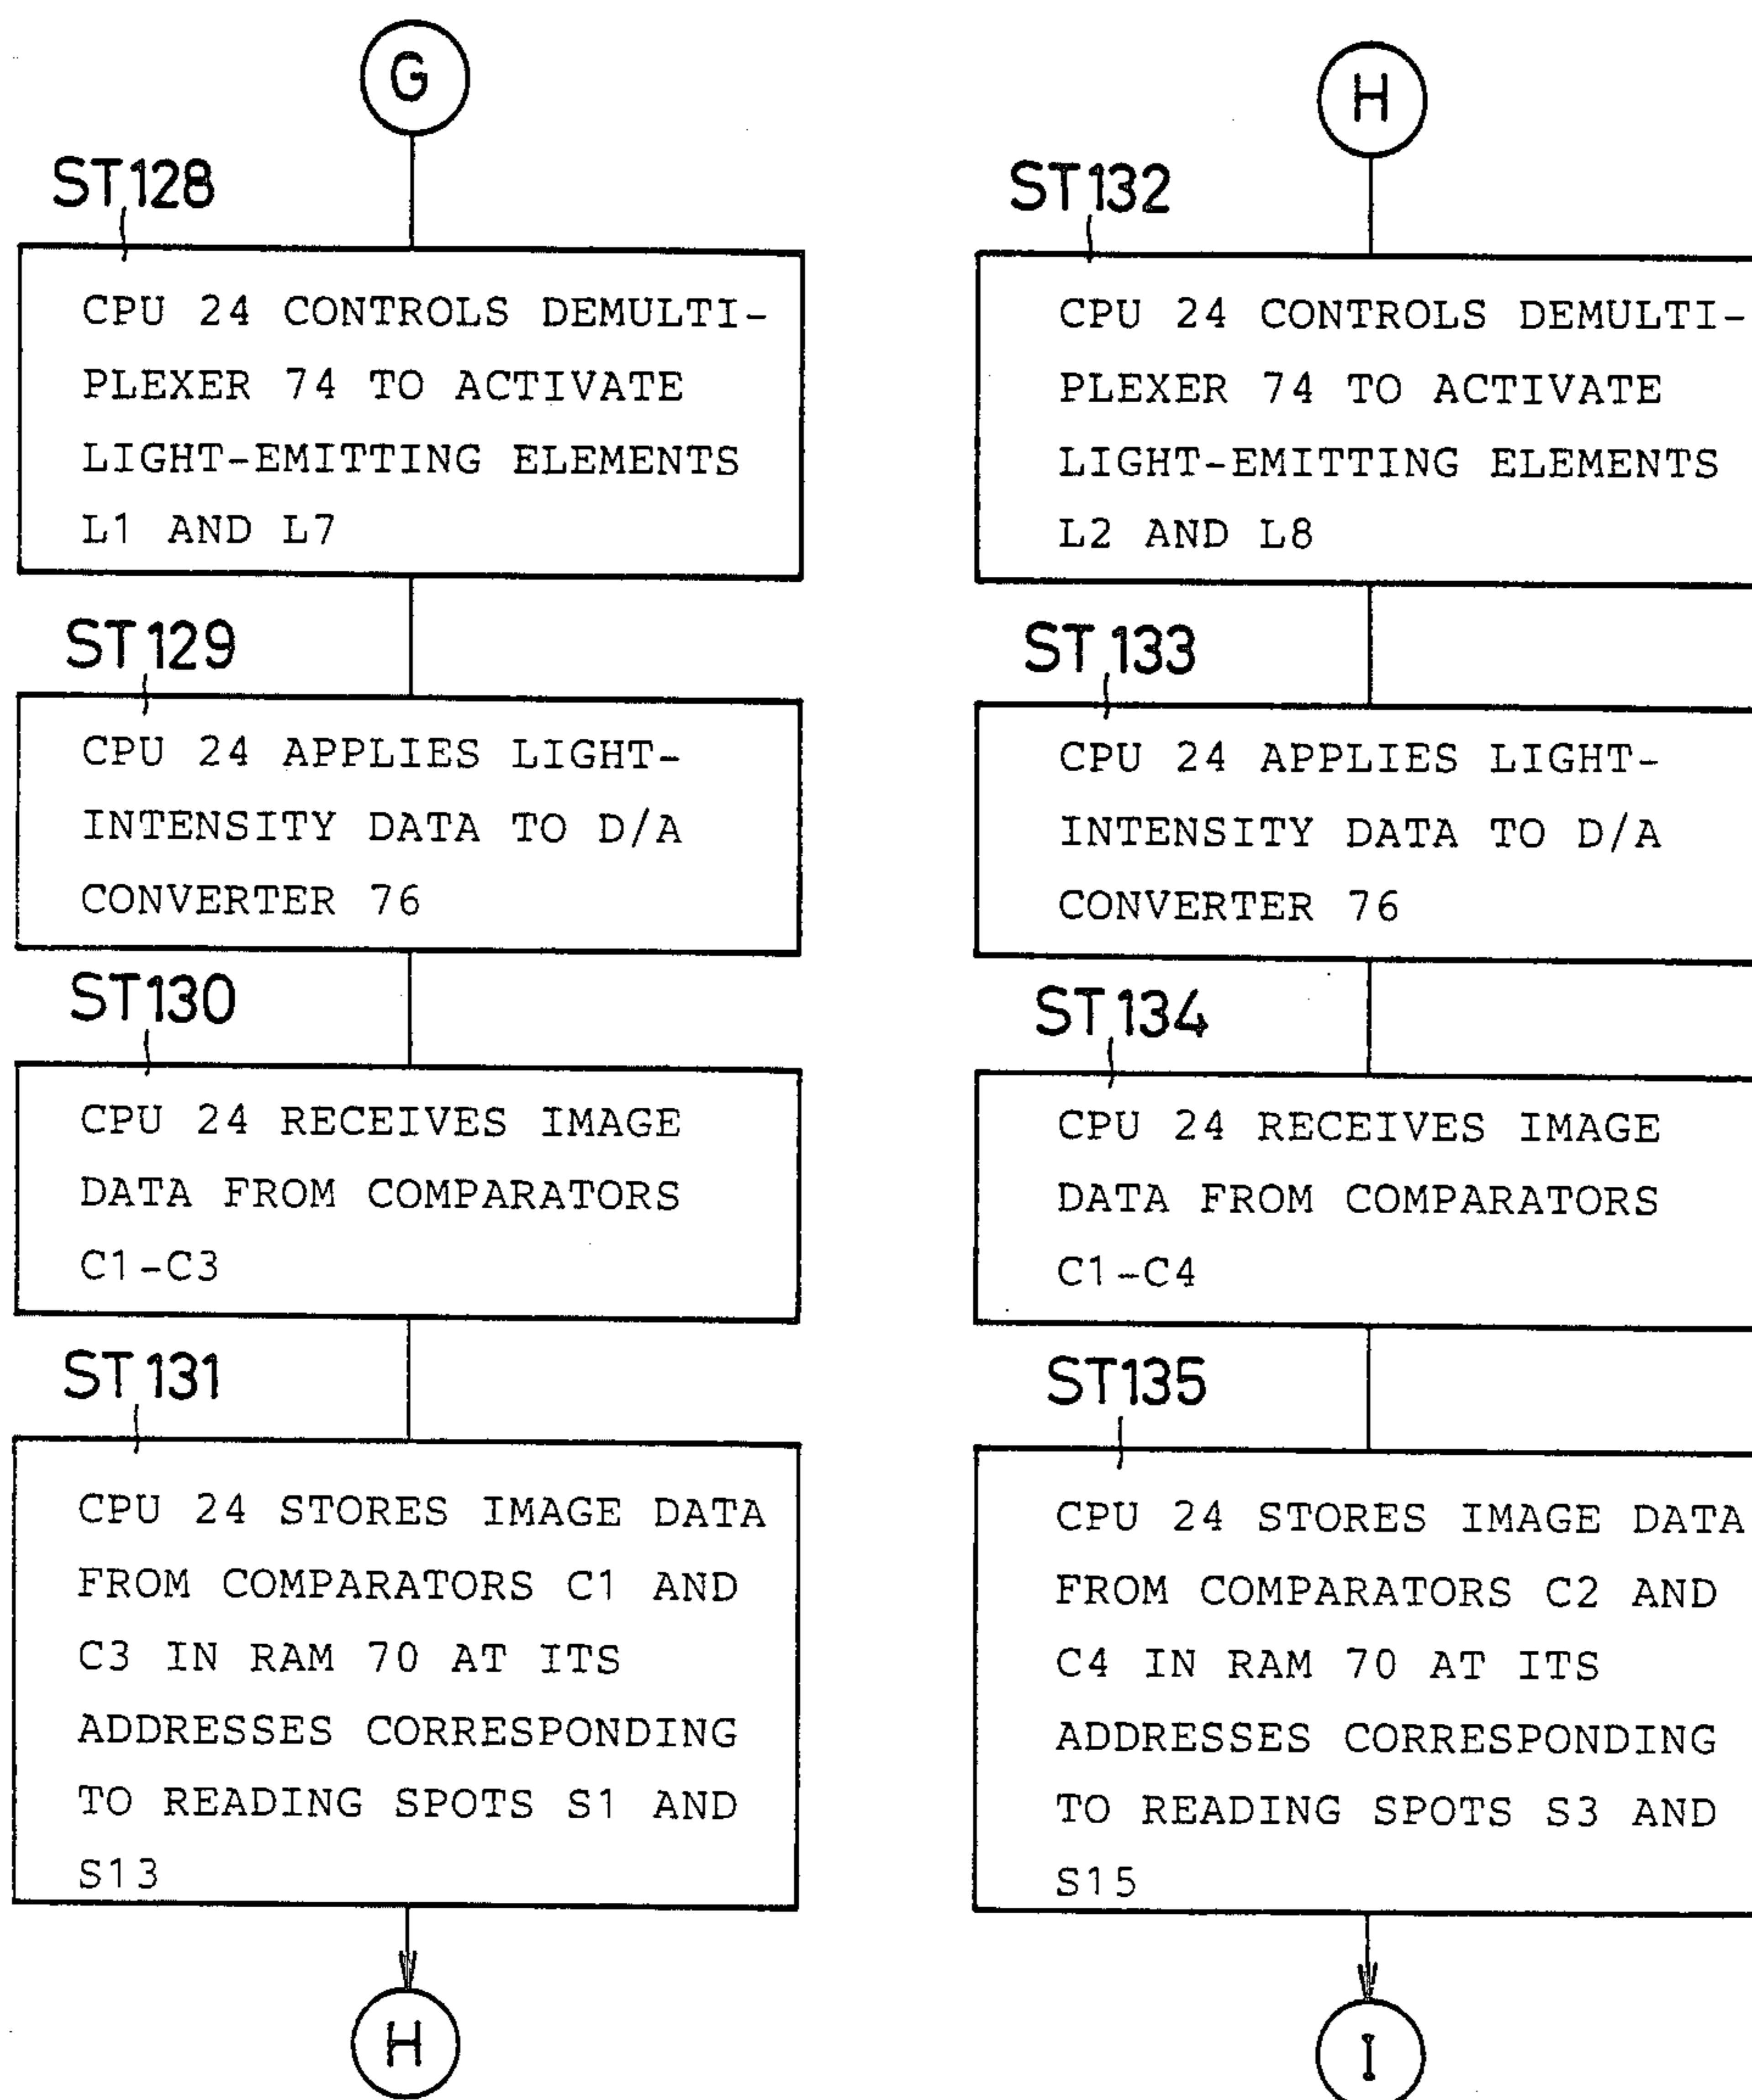 G
ST128
CPU 24 CONTROLS DEMULTI-
PLEXER 74 TO ACTIVATE
LIGHT-EMITTING ELEMENTS
L1 AND L7
ST129
CPU 24 APPLIES LIGHT-
INTENSITY DATA TO D/A
CONVERTER 76
ST130
CPU 24 RECEIVES IMAGE
DATA FROM COMPARATORS
C1-C3
ST131
CPU 24 STORES IMAGE DATA
FROM COMPARATORS C1 AND
C3 IN RAM 70 AT ITS
ADDRESSES CORRESPONDING
TO READING SPOTS S1 AND
S13
H
H
ST132
CPU 24 CONTROLS DEMULTI-
PLEXER 74 TO ACTIVATE
LIGHT-EMITTING ELEMENTS
L2 AND L8
ST133
CPU 24 APPLIES LIGHT-
INTENSITY DATA TO D/A
CONVERTER 76
ST134
CPU 24 RECEIVES IMAGE
DATA FROM COMPARATORS
C1-C4
ST135
CPU 24 STORES IMAGE DATA
FROM COMPARATORS C2 AND
C4 IN RAM 70 AT ITS
ADDRESSES CORRESPONDING
TO READING SPOTS S3 AND
S15
I